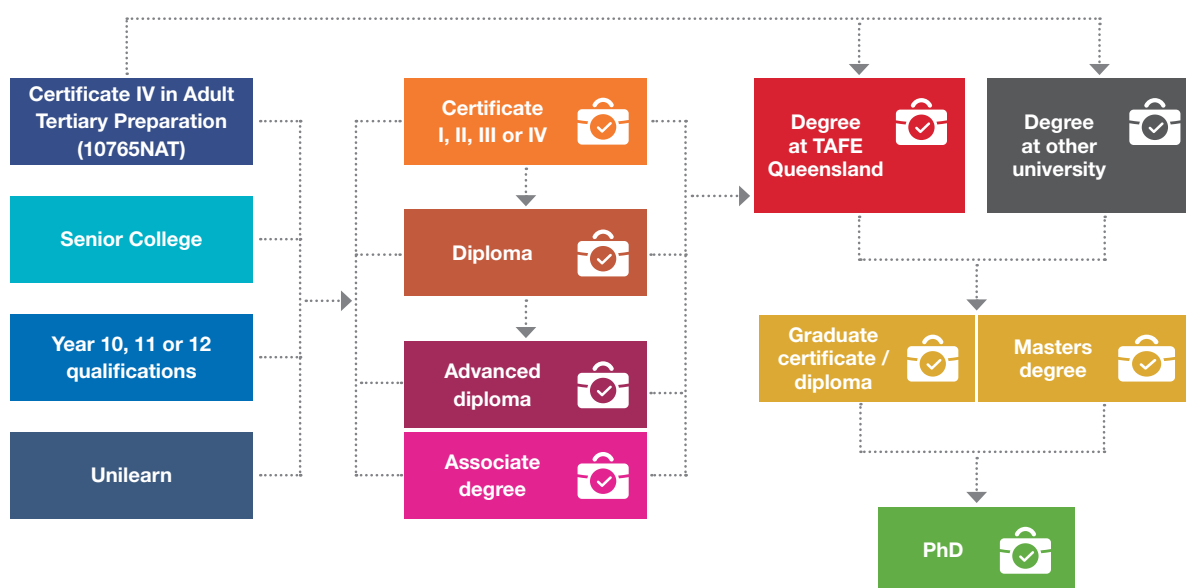 Certificate IV in Adult
Tertiary Preparation
(10765NAT)
Senior College
Year 10, 11 or 12
qualifications
Unilearn
Certificate
I, II, III or IV
Diploma
Advanced
diploma
Associate
degree
Degree
at TAFE
Queensland
Degree
at other
university
Graduate
certificate /
diploma
Masters
degree
PhD